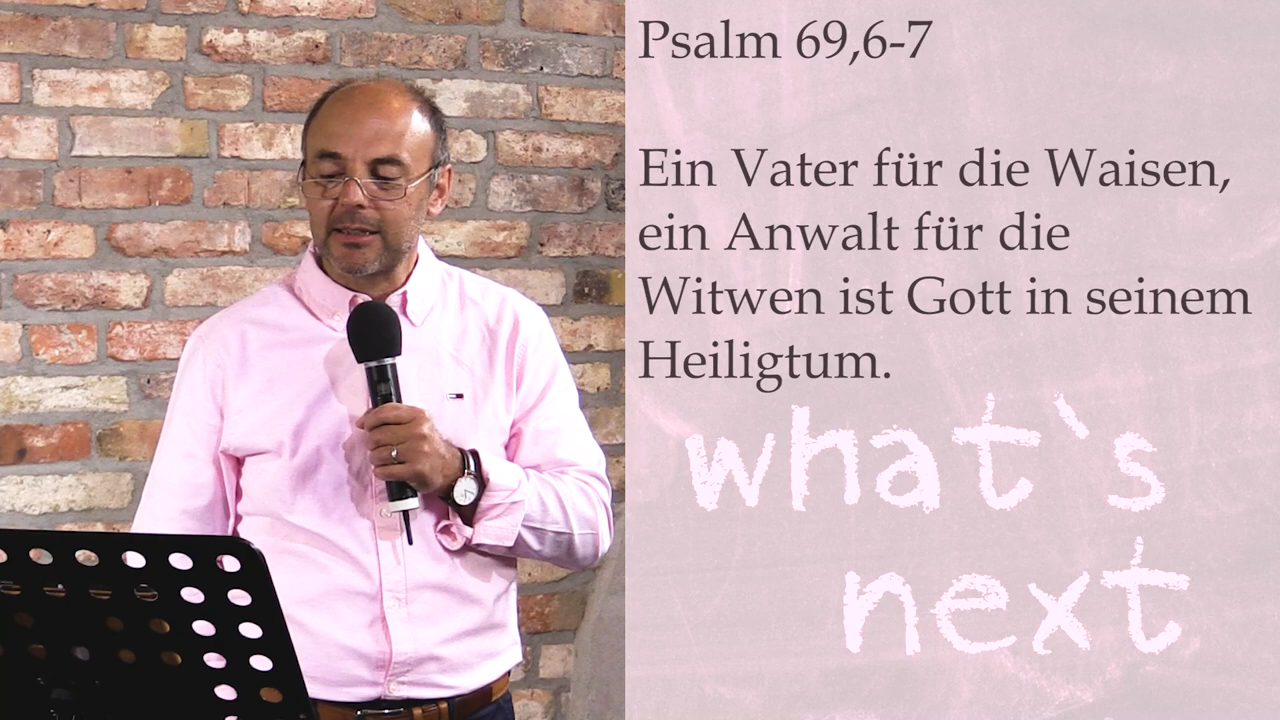 Psalm 69,6-7
Ein Vater für die Waisen,
ein Anwalt für die
Witwen ist Gott in seinem
Heiligtum.
what`s
next